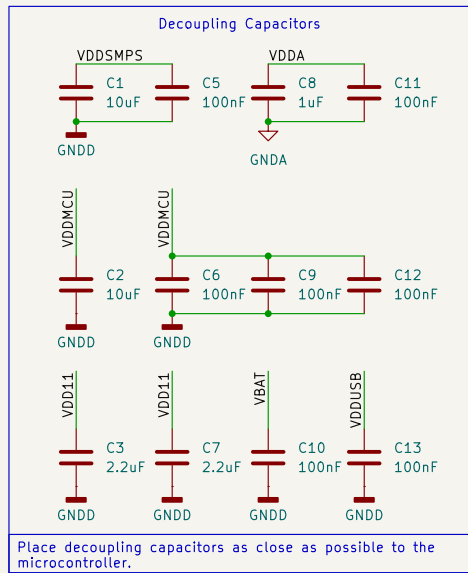 Decoupling Capacitors
VDDSMPS VDDA
C1 C5 C8 C11
10uF 100nF 1uF 100nF
GNDD GNDA
VDDMCU VDDMCU
C2 C6 C9 C12
10uF 100nF 100nF 100nF
GNDD GNDD
VDD11 VDD11 VBAT VDDUSB
C3 C7 C10 C13
2.2uF 2.2uF 100nF 100nF
GNDD GNDD GNDD GNDD
Place decoupling capacitors as close as possible to the
microcontroller.